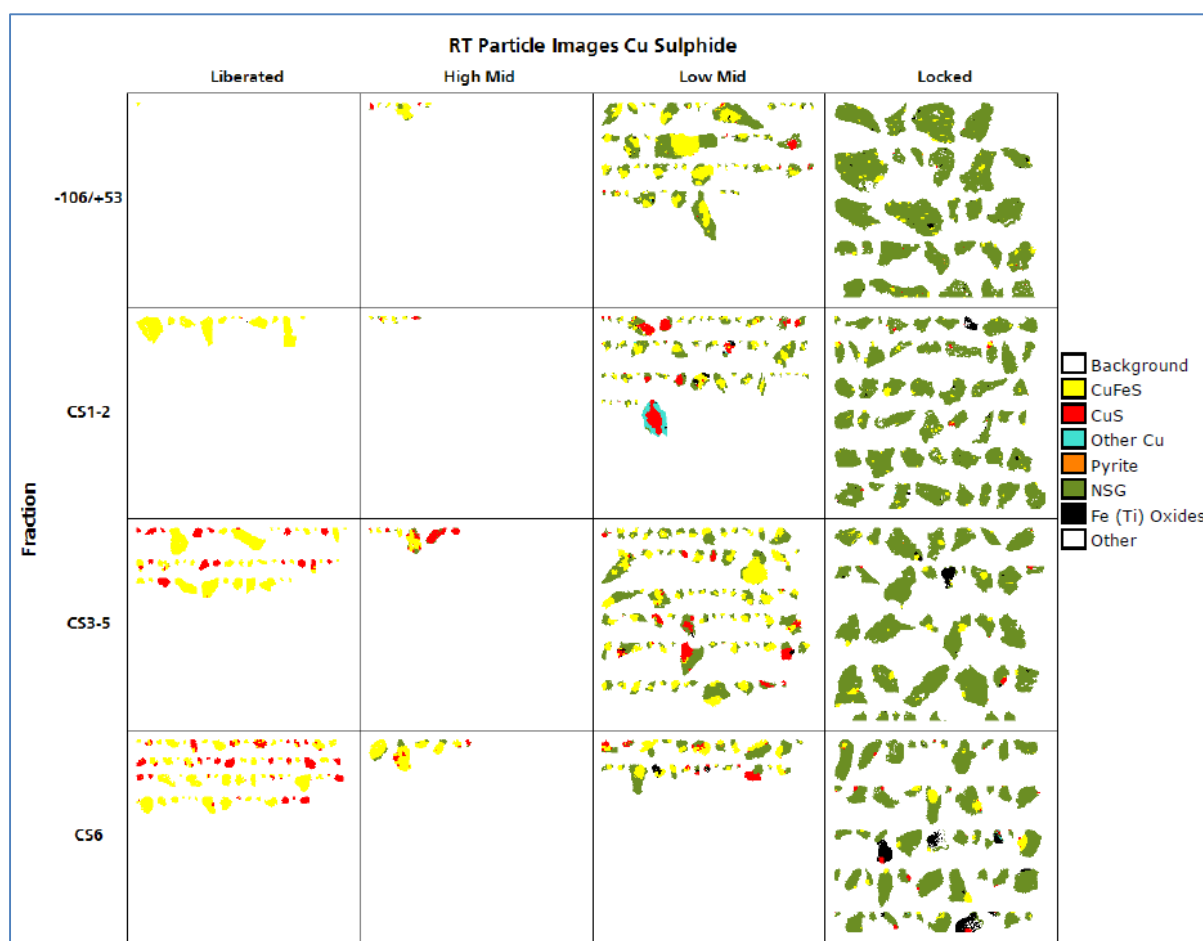 RT Particle Images Cu Sulphide
Liberated High Mid Low Mid Locked
-106/+53
CS1-2
CS3-5
CS6
Fraction
Background
CuFeS
CuS
Other Cu
Pyrite
NSG
Fe (Ti) Oxides
Other